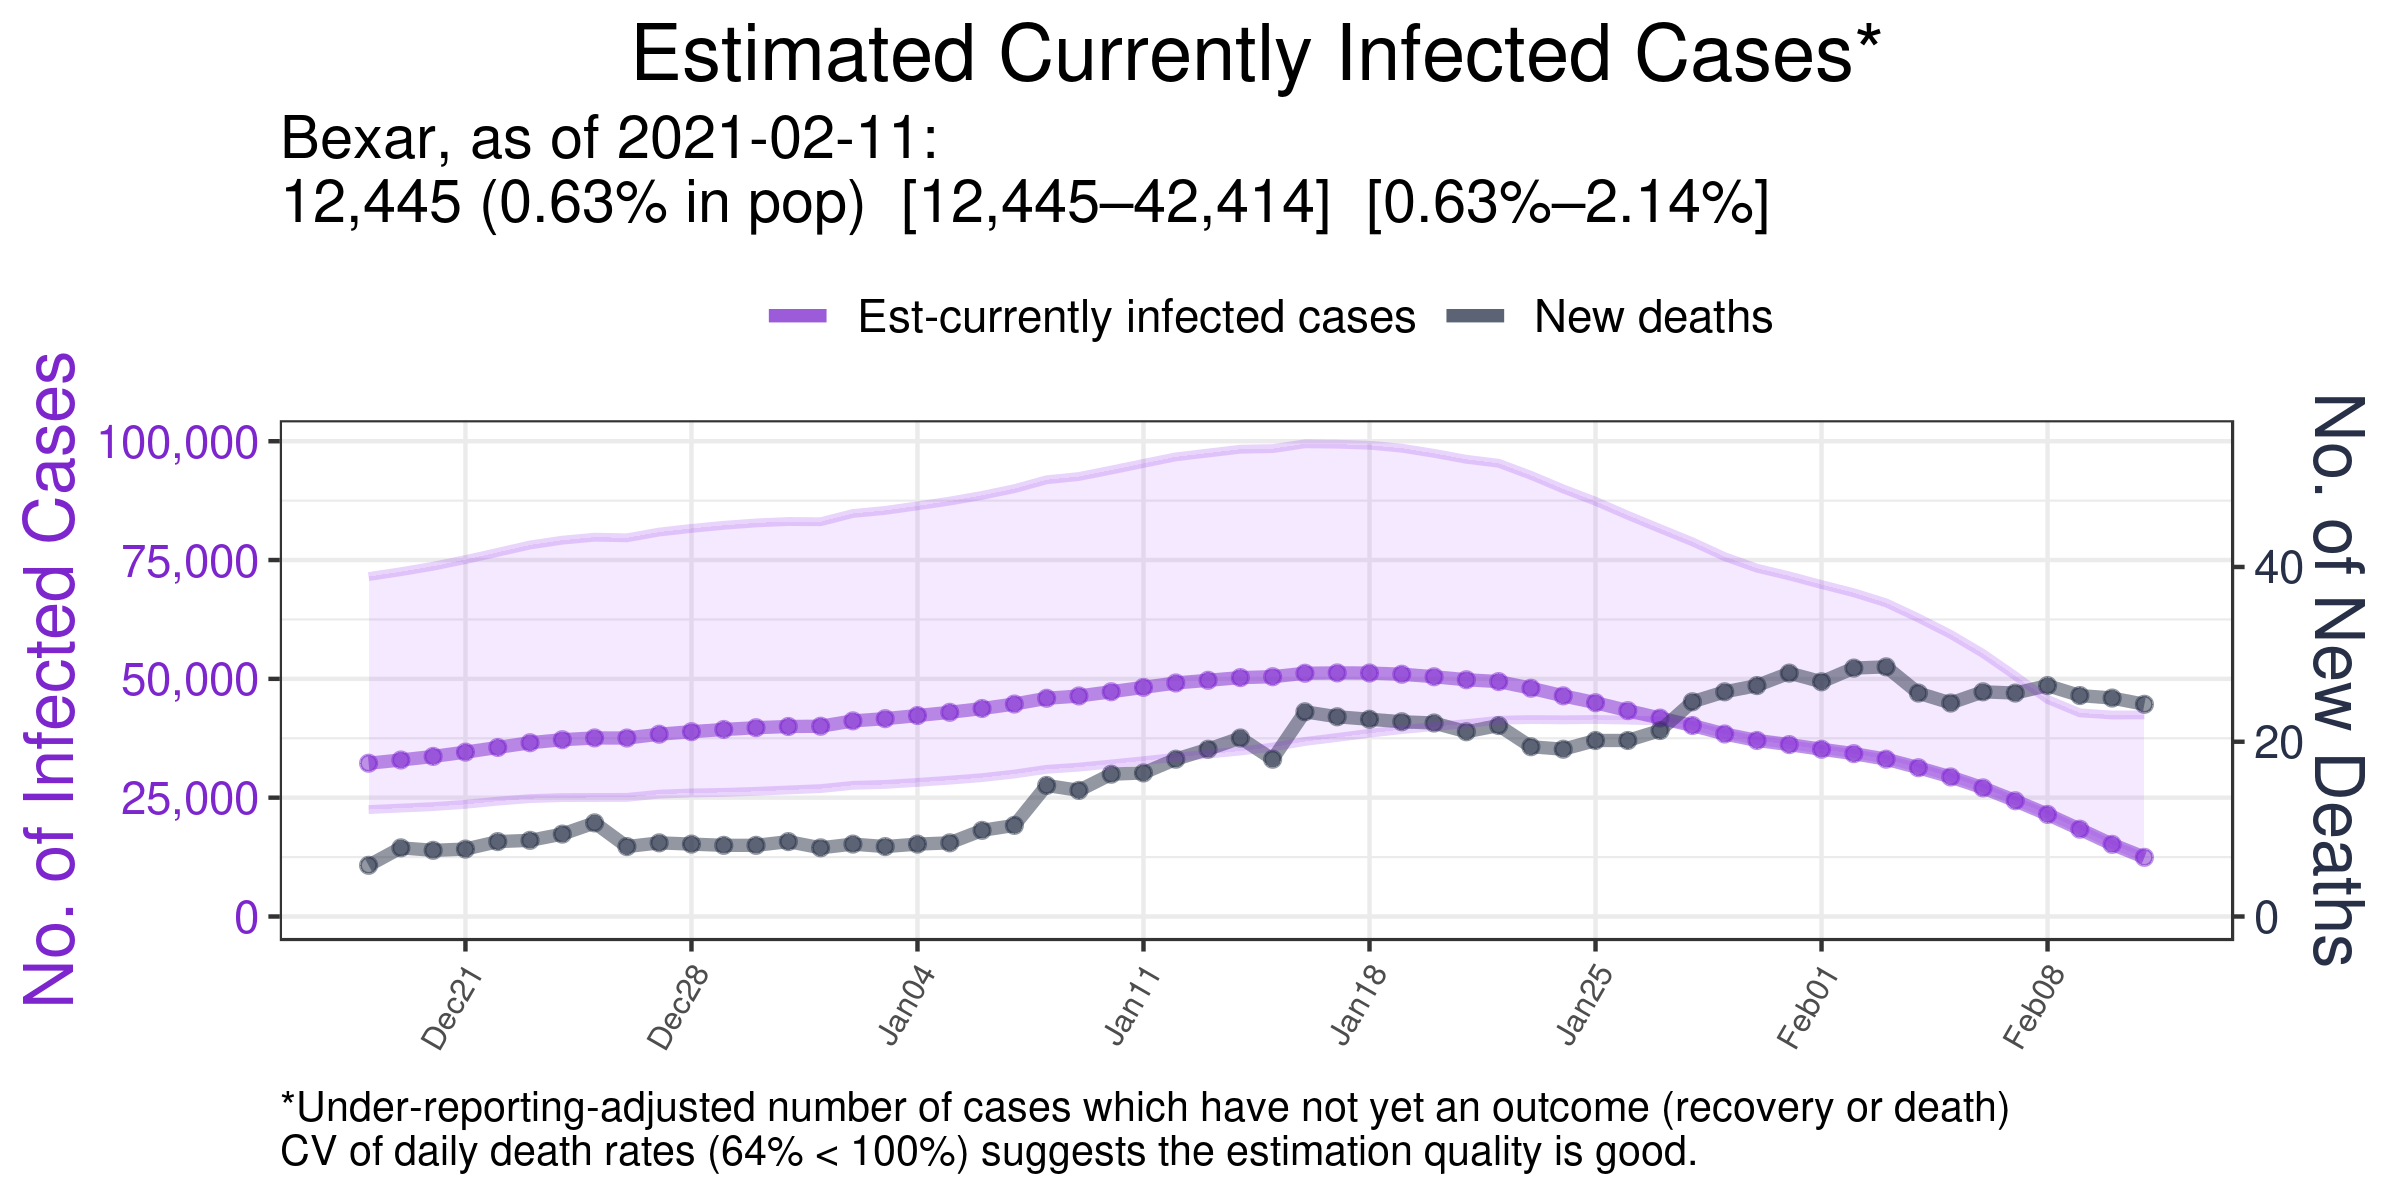 Estimated Currently Infected Cases*
Bexar, as of 2021-02-11:
12,445 (0.63% in pop)  [12,445–42,414]  [0.63%–2.14%]
Est-currently infected cases
New deaths
No. of Infected Cases
100,000
75,000
50,000
25,000
0
No. of New Deaths
40
20
0
Dec21
Dec28
Jan04
Jan11
Jan18
Jan25
Feb01
Feb08
*Under-reporting-adjusted number of cases which have not yet an outcome (recovery or death)
CV of daily death rates (64% < 100%) suggests the estimation quality is good.